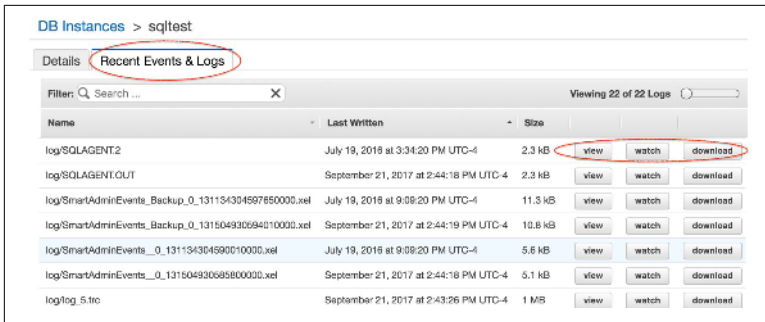 DB Instances > sqltest
Details Recent Events & Logs
Filter: Search ... X Viewing 22 of 22 Logs
Name Last Written Size
log/SQLAGENT.2 July 19, 2016 at 3:34:20 PM UTC-4 2.3 kB view watch download
log/SQLAGENT.OUT September 21, 2017 at 2:44:18 PM UTC-4 2.3 kB view watch download
log/SmartAdminEvents_Backup_0_131134304597650000.xel July 19, 2016 at 9:09:20 PM UTC-4 11.3 kB view watch download
log/SmartAdminEvents_Backup_0_131504930594010000.xel September 21, 2017 at 2:44:19 PM UTC-4 10.8 kB view watch download
log/SmartAdminEvents__0_131134304590010000.xel July 19, 2016 at 9:09:20 PM UTC-4 5.6 kB view watch download
log/SmartAdminEvents__0_131504930585800000.xel September 21, 2017 at 2:44:18 PM UTC-4 5.1 kB view watch download
log/log_5.trc September 21, 2017 at 2:43:26 PM UTC-4 1 MB view watch download